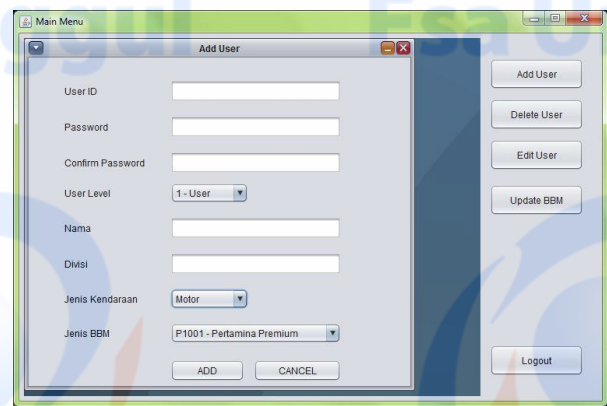 Main Menu
Add User
User ID
Password
Confirm Password
User Level
1 - User
Nama
Divisi
Jenis Kendaraan
Motor
Jenis BBM
P1001 - Pertamina Premium
ADD
CANCEL
Add User
Delete User
Edit User
Update BBM
Logout
Esa U